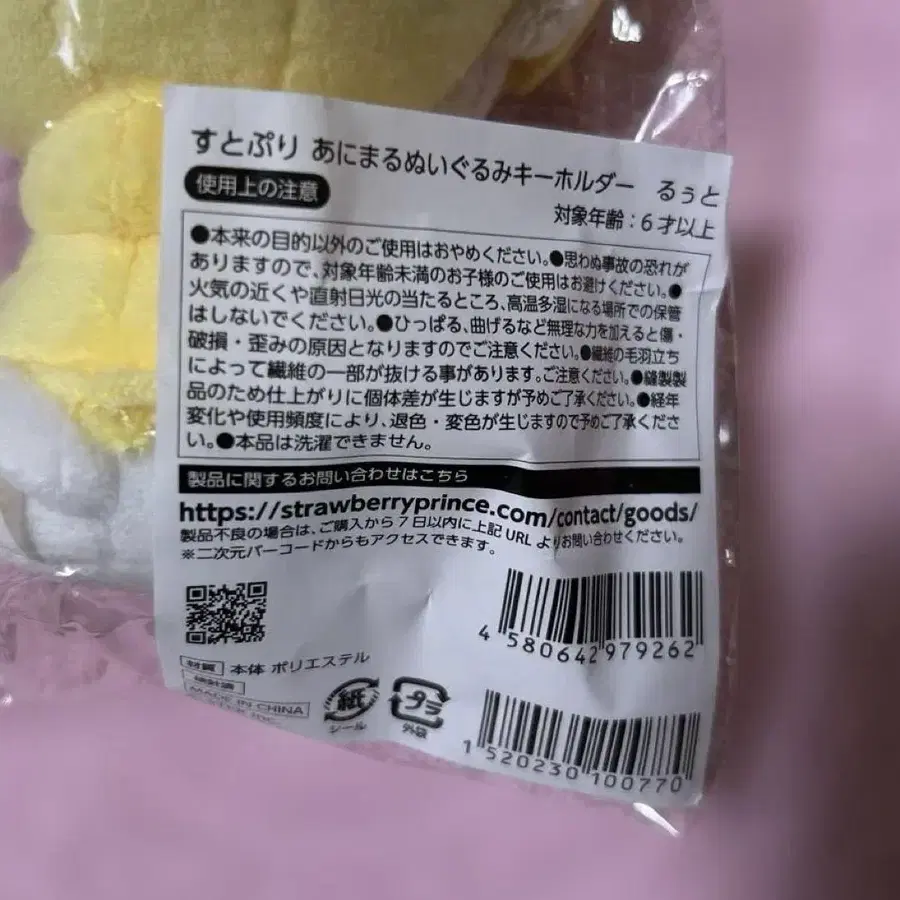 すとぷり あにまるぬいぐるみキーホルダー るぅと
使用上の注意
対象年齢：6才以上
●本来の目的以外のご使用はおやめください。●思わぬ事故の恐れが
ありますので、対象年齢未満のお子様のご使用はお避けください。●
火気の近くや直射日光の当たるところ、高温多湿になる場所での保管
はしないでください。●ひっぱる、曲げるなど無理な力を加えると傷・
破損・歪みの原因となりますのでご注意ください。●繊維の毛羽立ち
によって繊維の一部が抜ける事があります。ご注意ください。●縫製製
品のため仕上がりに個体差が生じますが予めご了承ください。●経年
変化や使用頻度により、退色・変色が生じますので予めご了承くださ
い。●本品は洗濯できません。
製品に関するお問い合わせはこちら
https://strawberryprince.com/contact/goods/
製品不良の場合は、ご購入から7日以内に上記URLよりお問い合わせください。
※二次元バーコードからもアクセスできます。
4 580642 979262
材質 本体 ポリエステル
検針済
MADE IN CHINA
紙
シール
プラ
外袋
1 520230 100770